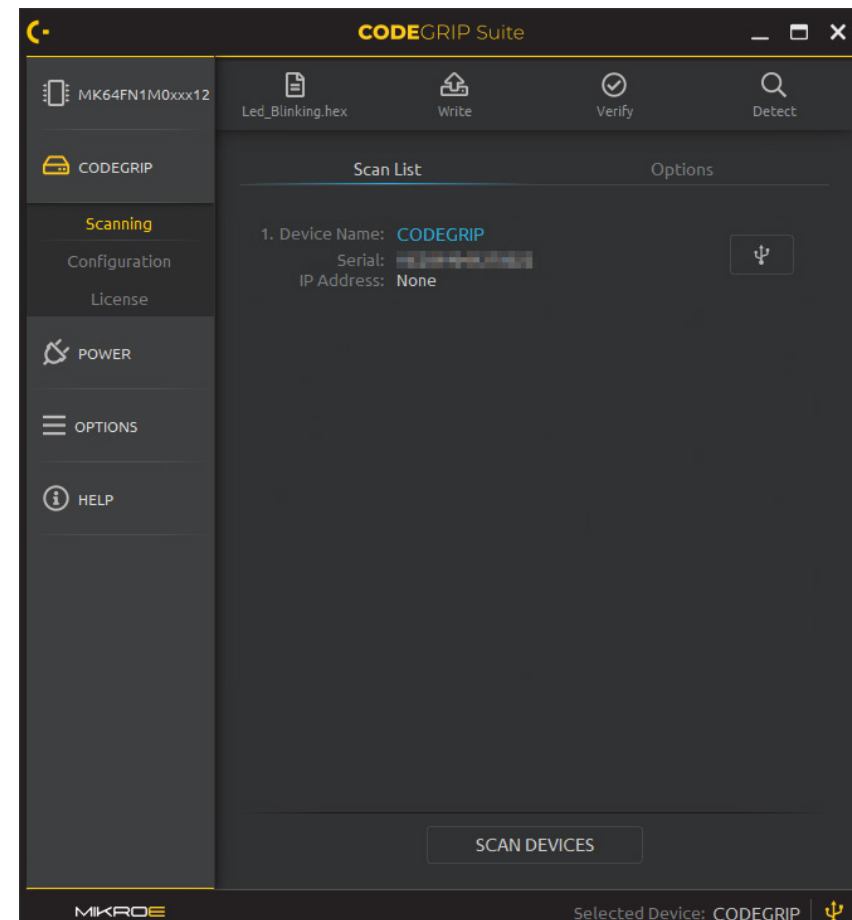 CODEGRIP Suite
MK64FN1M0xxx12
Led_Blinking.hex
Write
Verify
Detect
CODEGRIP
Scan List
Options
Scanning
Configuration
License
1. Device Name: CODEGRIP
Serial:
IP Address: None
POWER
OPTIONS
HELP
SCAN DEVICES
MIKROE
Selected Device: CODEGRIP